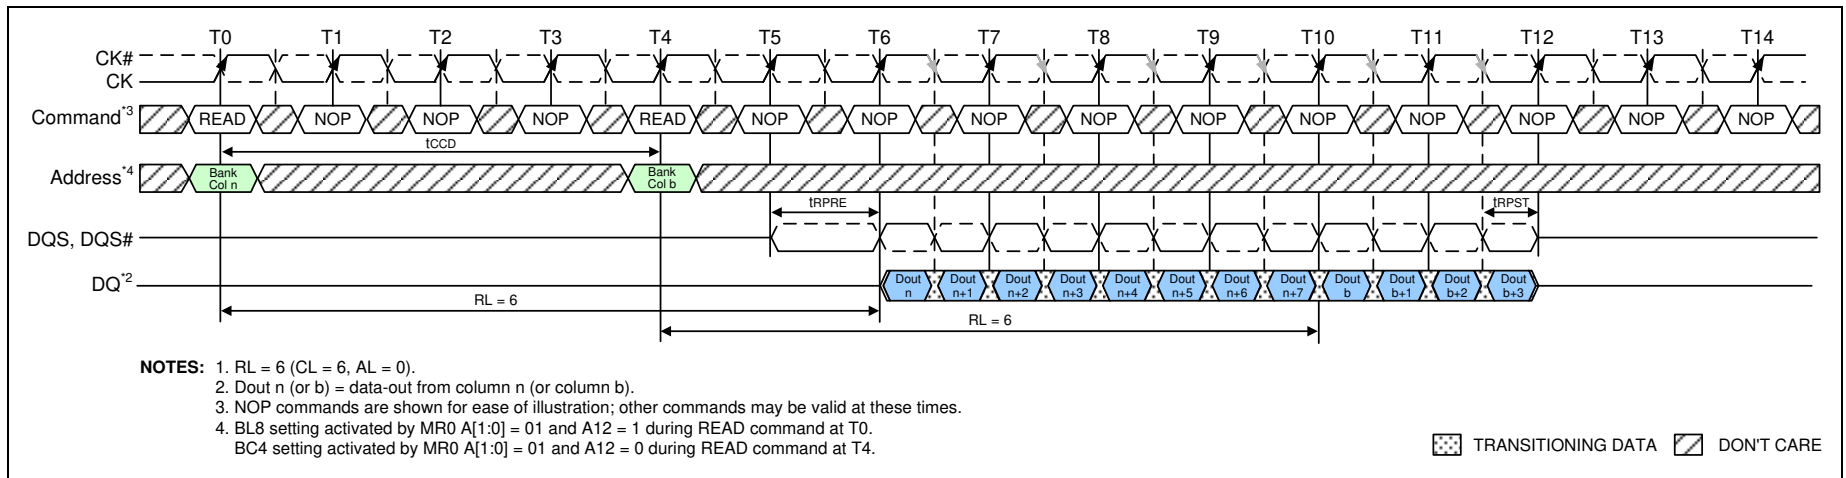 T0 T1 T2 T3 T4 T5 T6 T7 T8 T9 T10 T11 T12 T13 T14
CK#
CK
Command*3 READ NOP NOP NOP READ NOP NOP NOP NOP NOP NOP NOP NOP NOP NOP
tCCD
Address*4 Bank Col n Bank Col b
tRPRE tRPST
DQS, DQS#
DQ*2 Dout n Dout n+1 Dout n+2 Dout n+3 Dout n+4 Dout n+5 Dout n+6 Dout n+7 Dout b Dout b+1 Dout b+2 Dout b+3
RL = 6
RL = 6
NOTES: 1. RL = 6 (CL = 6, AL = 0).
2. Dout n (or b) = data-out from column n (or column b).
3. NOP commands are shown for ease of illustration; other commands may be valid at these times.
4. BL8 setting activated by MR0 A[1:0] = 01 and A12 = 1 during READ command at T0.
BC4 setting activated by MR0 A[1:0] = 01 and A12 = 0 during READ command at T4.
TRANSITIONING DATA DON'T CARE